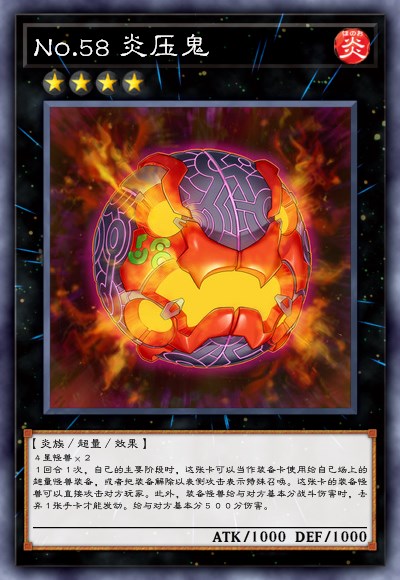 No.58 炎压鬼
ほのお
炎
58
【炎族／超量／效果】
４星怪兽×２
１回合１次，自己的主要阶段时，这张卡可以当作装备卡使用给自己场上的
超量怪兽装备，或者把装备解除以表侧攻击表示特殊召唤。这张卡的装备怪
兽可以直接攻击对方玩家。此外，装备怪兽给与对方基本分战斗伤害时，丢
弃１张手卡才能发动。给与对方基本分５００分伤害。
ATK/1000 DEF/1000